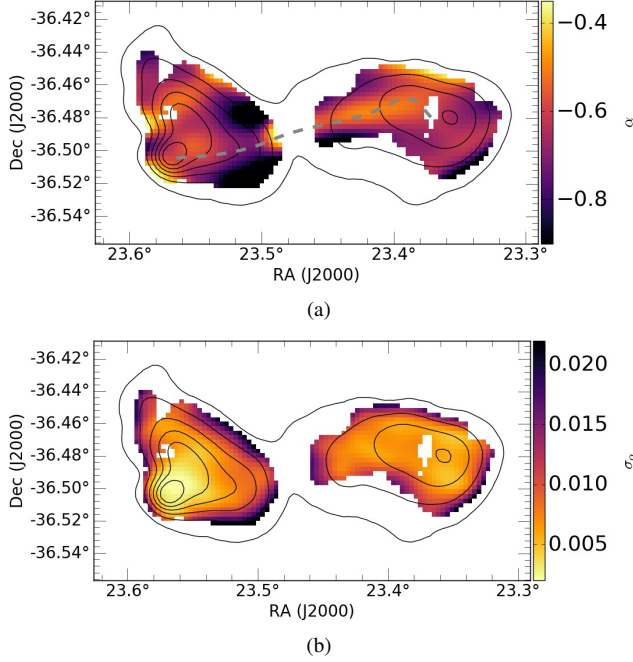 -36.42°
-36.44°
-36.46°
-36.48°
-36.50°
-36.52°
-36.54°
Dec (J2000)
23.6° 23.5° 23.4° 23.3°
RA (J2000)
−0.4
−0.6
−0.8
α
(a)
-36.42°
-36.44°
-36.46°
-36.48°
-36.50°
-36.52°
-36.54°
Dec (J2000)
23.6° 23.5° 23.4° 23.3°
RA (J2000)
0.020
0.015
0.010
0.005
σα
(b)